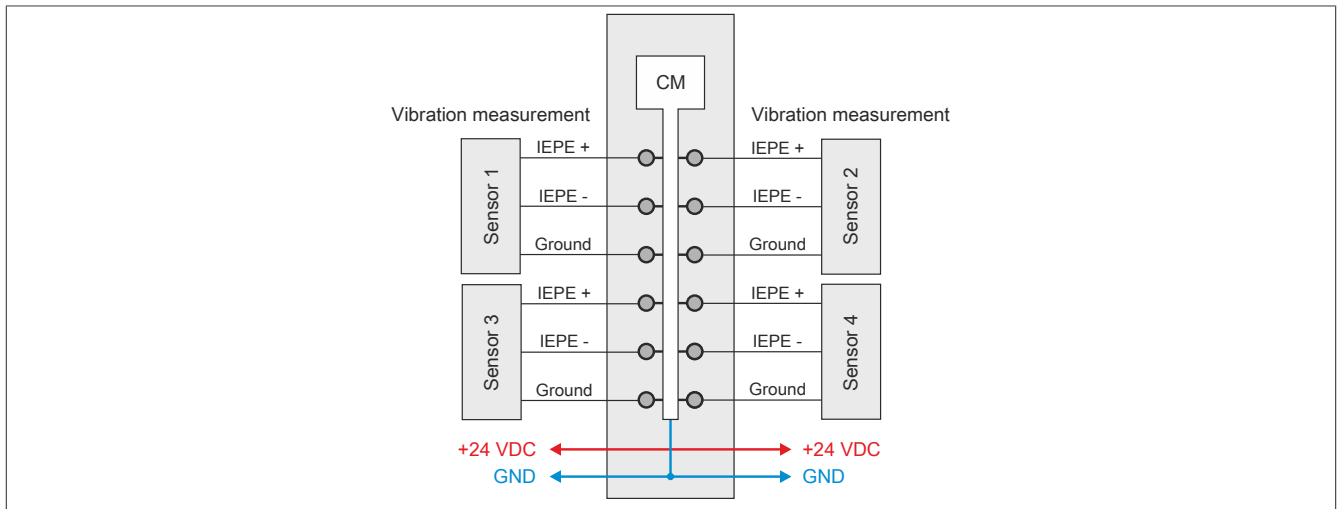 CM
Vibration measurement
Vibration measurement
Sensor 1
IEPE +
IEPE -
Ground
IEPE +
IEPE -
Ground
Sensor 2
Sensor 3
IEPE +
IEPE -
Ground
IEPE +
IEPE -
Ground
Sensor 4
+24 VDC
+24 VDC
GND
GND